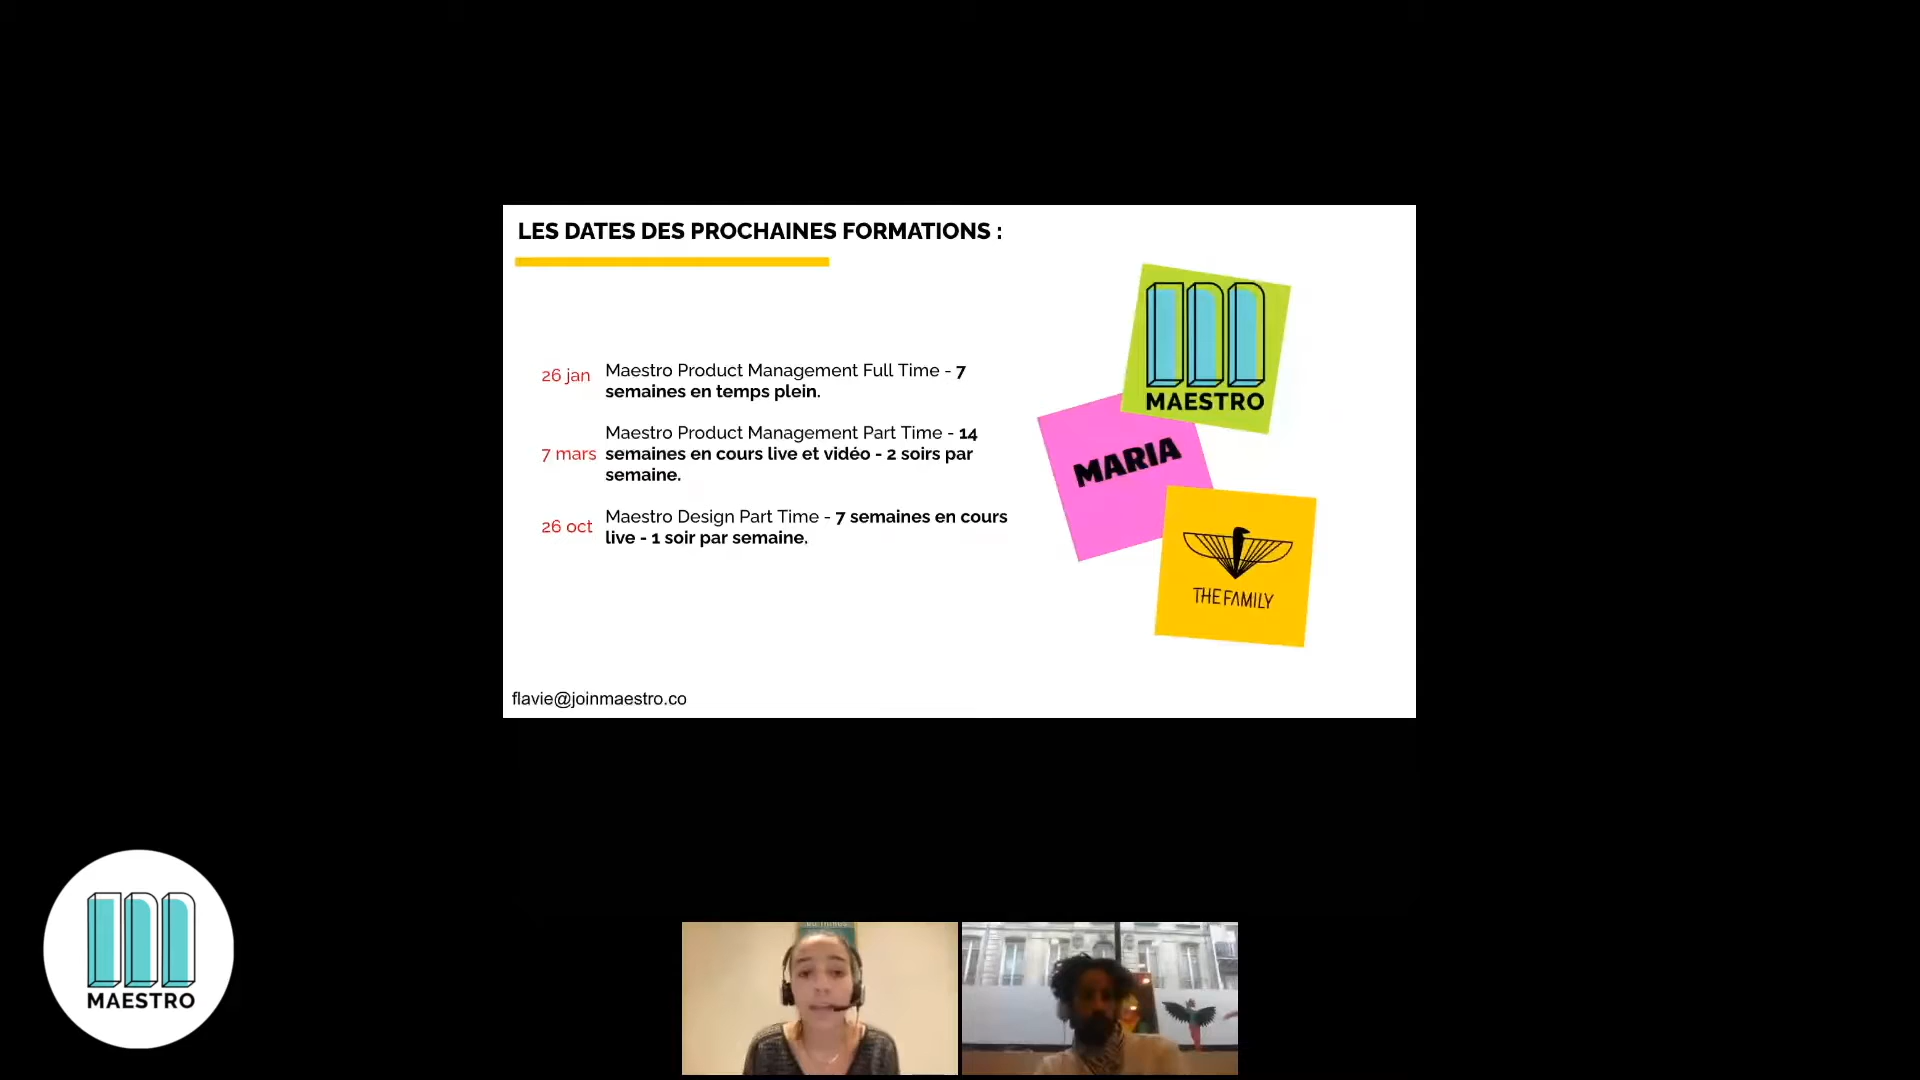 LES DATES DES PROCHAINES FORMATIONS :
26 jan
Maestro Product Management Full Time - 7
semaines en temps plein.
7 mars
Maestro Product Management Part Time - 14
semaines en cours live et vidéo - 2 soirs par
semaine.
26 oct
Maestro Design Part Time - 7 semaines en cours
live - 1 soir par semaine.
MAESTRO
MARIA
THE FAMILY
flavie@joinmaestro.co
MAESTRO